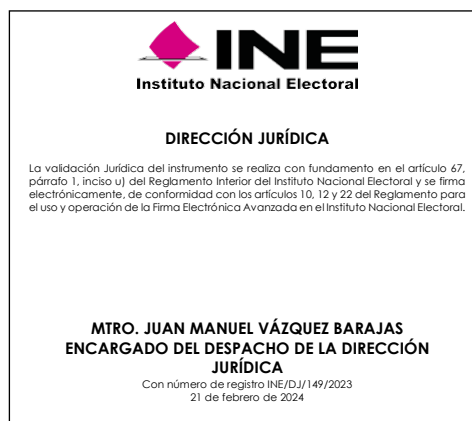 INE
Instituto Nacional Electoral
DIRECCIÓN JURÍDICA
La validación Jurídica del instrumento se realiza con fundamento en el artículo 67,
párrafo 1, inciso u) del Reglamento Interior del Instituto Nacional Electoral y se firma
electrónicamente, de conformidad con los artículos 10, 12 y 22 del Reglamento para
el uso y operación de la Firma Electrónica Avanzada en el Instituto Nacional Electoral.
MTRO. JUAN MANUEL VÁZQUEZ BARAJAS
ENCARGADO DEL DESPACHO DE LA DIRECCIÓN
JURÍDICA
Con número de registro INE/DJ/149/2023
21 de febrero de 2024